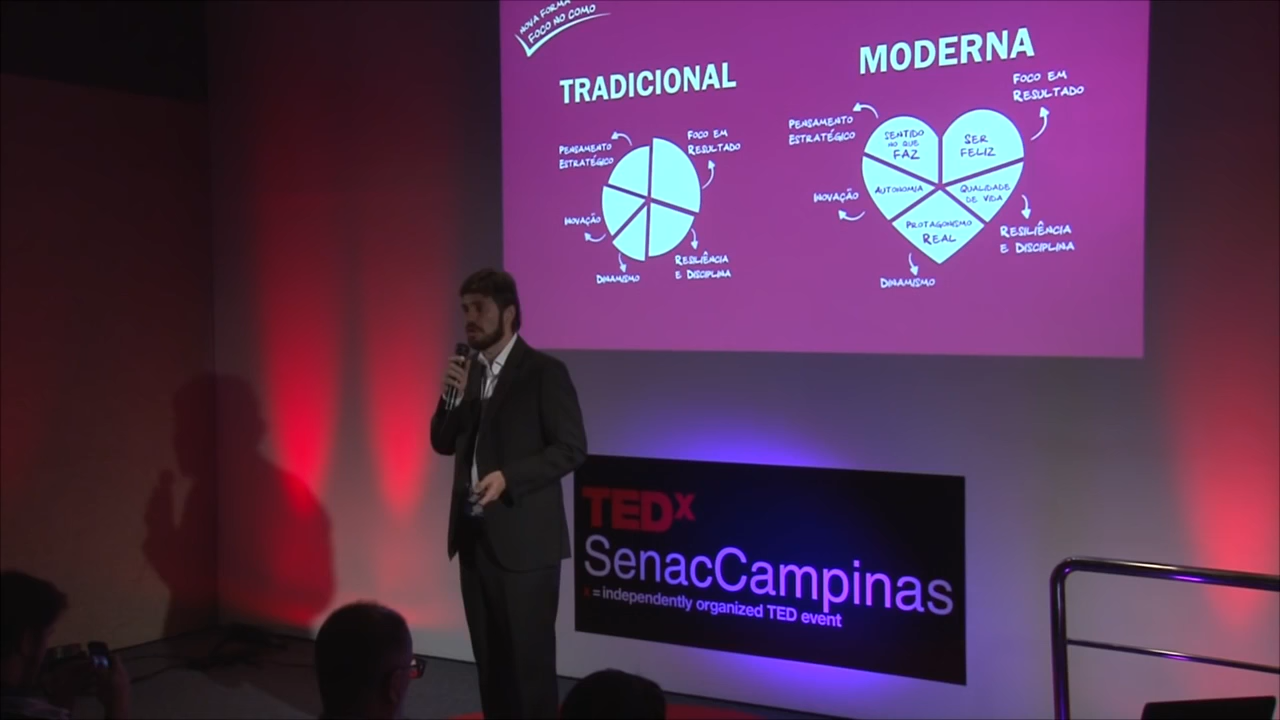 NOVA FORMA
FOCO NO COMO
TRADICIONAL
PENSAMENTO
ESTRATÉGICO
FOCO EM
RESULTADO
INOVAÇÃO
DINAMISMO
RESILIÊNCIA
E DISCIPLINA
MODERNA
PENSAMENTO
ESTRATÉGICO
FOCO EM
RESULTADO
SENTIDO
NO QUE
FAZ
SER
FELIZ
AUTONOMIA
QUALIDADE
DE VIDA
PROTAGONISMO
REAL
INOVAÇÃO
RESILIÊNCIA
E DISCIPLINA
DINAMISMO
TEDx
SenacCampinas
x = independently organized TED event